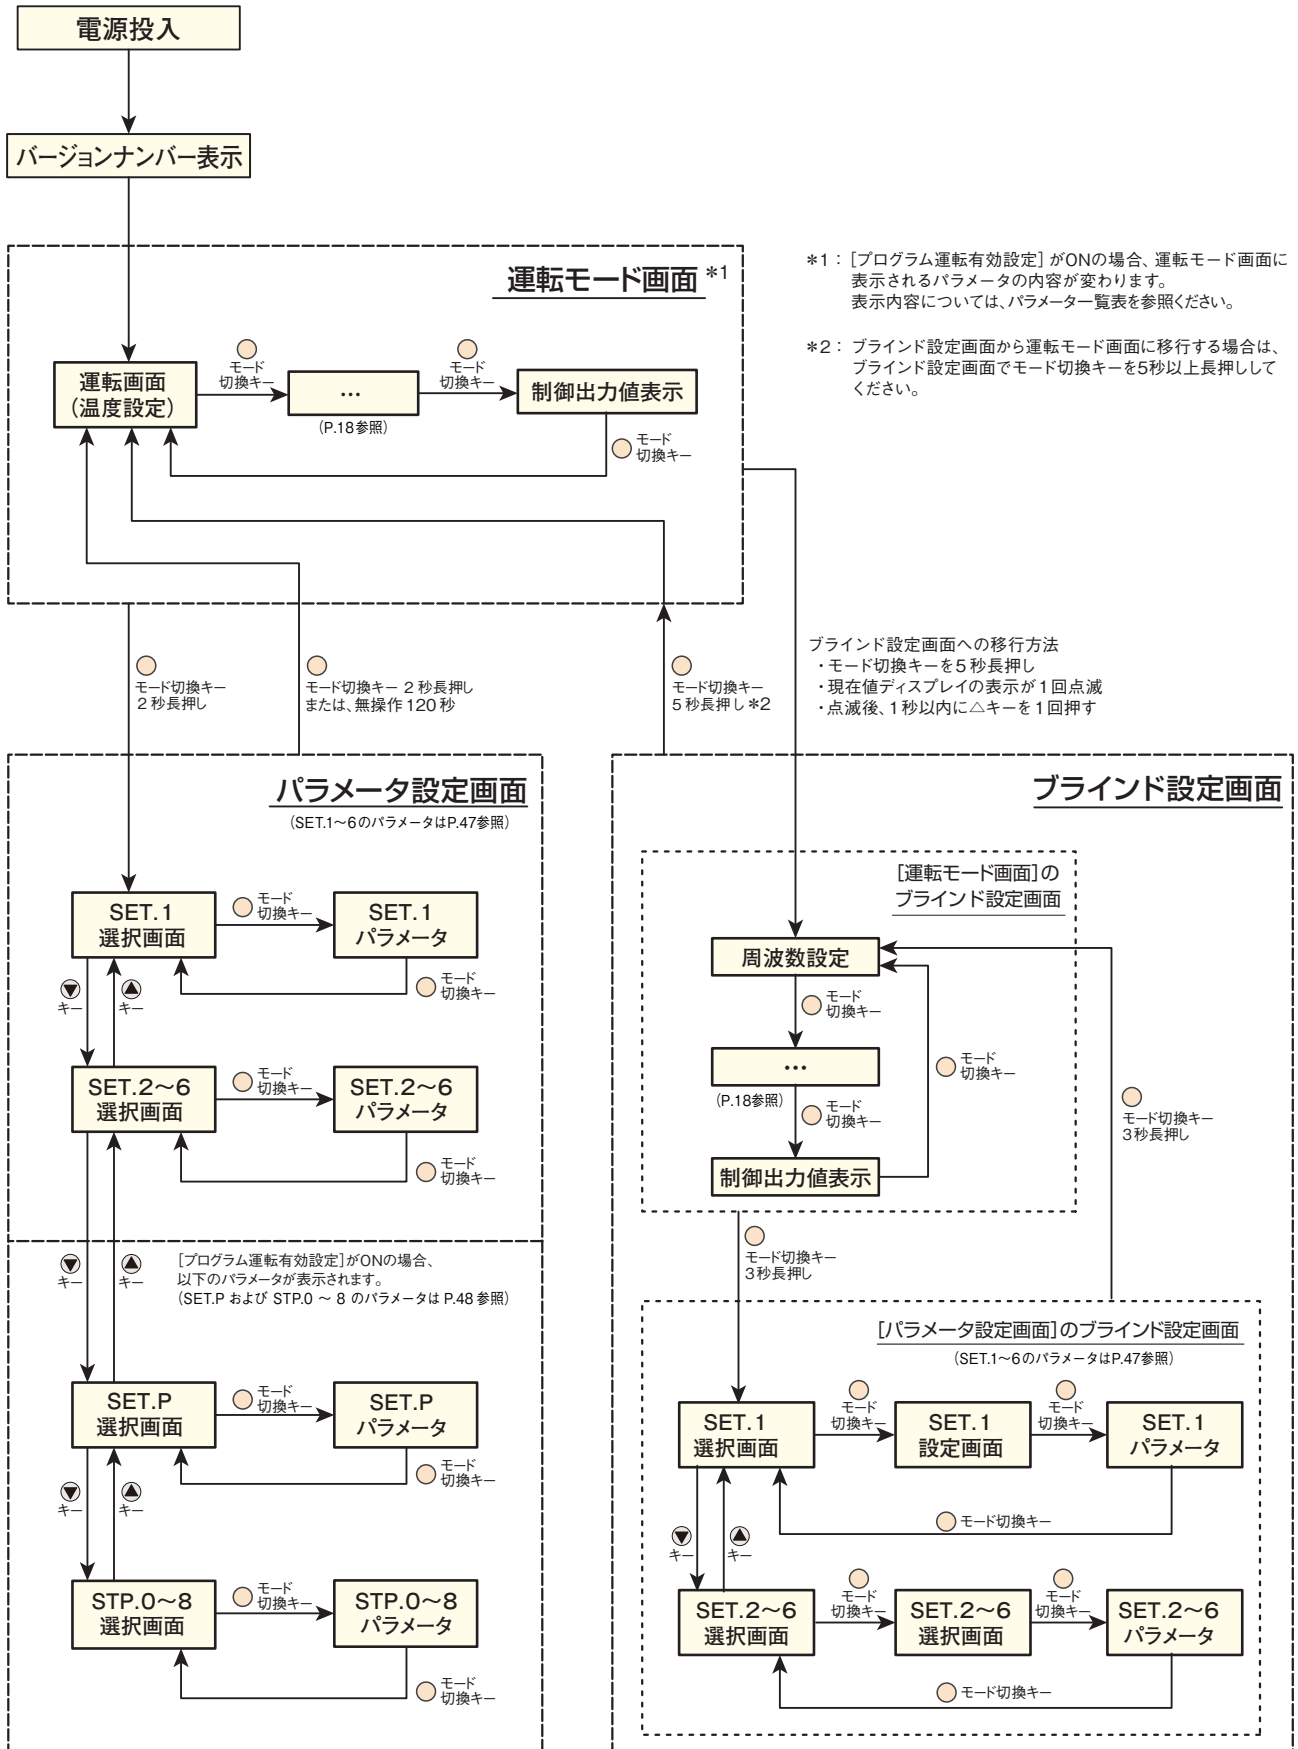 電源投入
バージョンナンバー表示
運転モード画面 *1
運転画面
(温度設定)
モード
切換キー
…
(P.18参照)
モード
切換キー
制御出力値表示
モード
切換キー
*1: [プログラム運転有効設定] がONの場合、運転モード画面に
表示されるパラメータの内容が変わります。
表示内容については、パラメータ一覧表を参照ください。
*2: ブラインド設定画面から運転モード画面に移行する場合は、
ブラインド設定画面でモード切換キーを5秒以上長押しして
ください。
モード切換キー
2秒長押し
モード切換キー 2秒長押し
または、無操作120秒
モード切換キー
5秒長押し*2
ブラインド設定画面への移行方法
・モード切換キーを5秒長押し
・現在値ディスプレイの表示が1回点滅
・点滅後、1秒以内に△キーを1回押す
パラメータ設定画面
(SET.1~6のパラメータはP.47参照)
SET.1
選択画面
モード
切換キー
SET.1
パラメータ
モード
切換キー
▼
キー
▲
キー
SET.2~6
選択画面
モード
切換キー
SET.2~6
パラメータ
モード
切換キー
▼
キー
▲
キー
[プログラム運転有効設定]がONの場合、
以下のパラメータが表示されます。
(SET.P および STP.0 ~ 8 のパラメータは P.48 参照)
SET.P
選択画面
モード
切換キー
SET.P
パラメータ
モード
切換キー
▼
キー
▲
キー
STP.0~8
選択画面
モード
切換キー
STP.0~8
パラメータ
モード
切換キー
ブラインド設定画面
[運転モード画面]の
ブラインド設定画面
周波数設定
モード
切換キー
…
(P.18参照)
モード
切換キー
制御出力値表示
モード
切換キー
モード切換キー
3秒長押し
モード切換キー
3秒長押し
[パラメータ設定画面]のブラインド設定画面
(SET.1~6のパラメータはP.47参照)
SET.1
選択画面
モード
切換キー
SET.1
設定画面
モード
切換キー
SET.1
パラメータ
モード切換キー
▼
キー
▲
キー
SET.2~6
選択画面
モード
切換キー
SET.2~6
選択画面
モード
切換キー
SET.2~6
パラメータ
モード切換キー